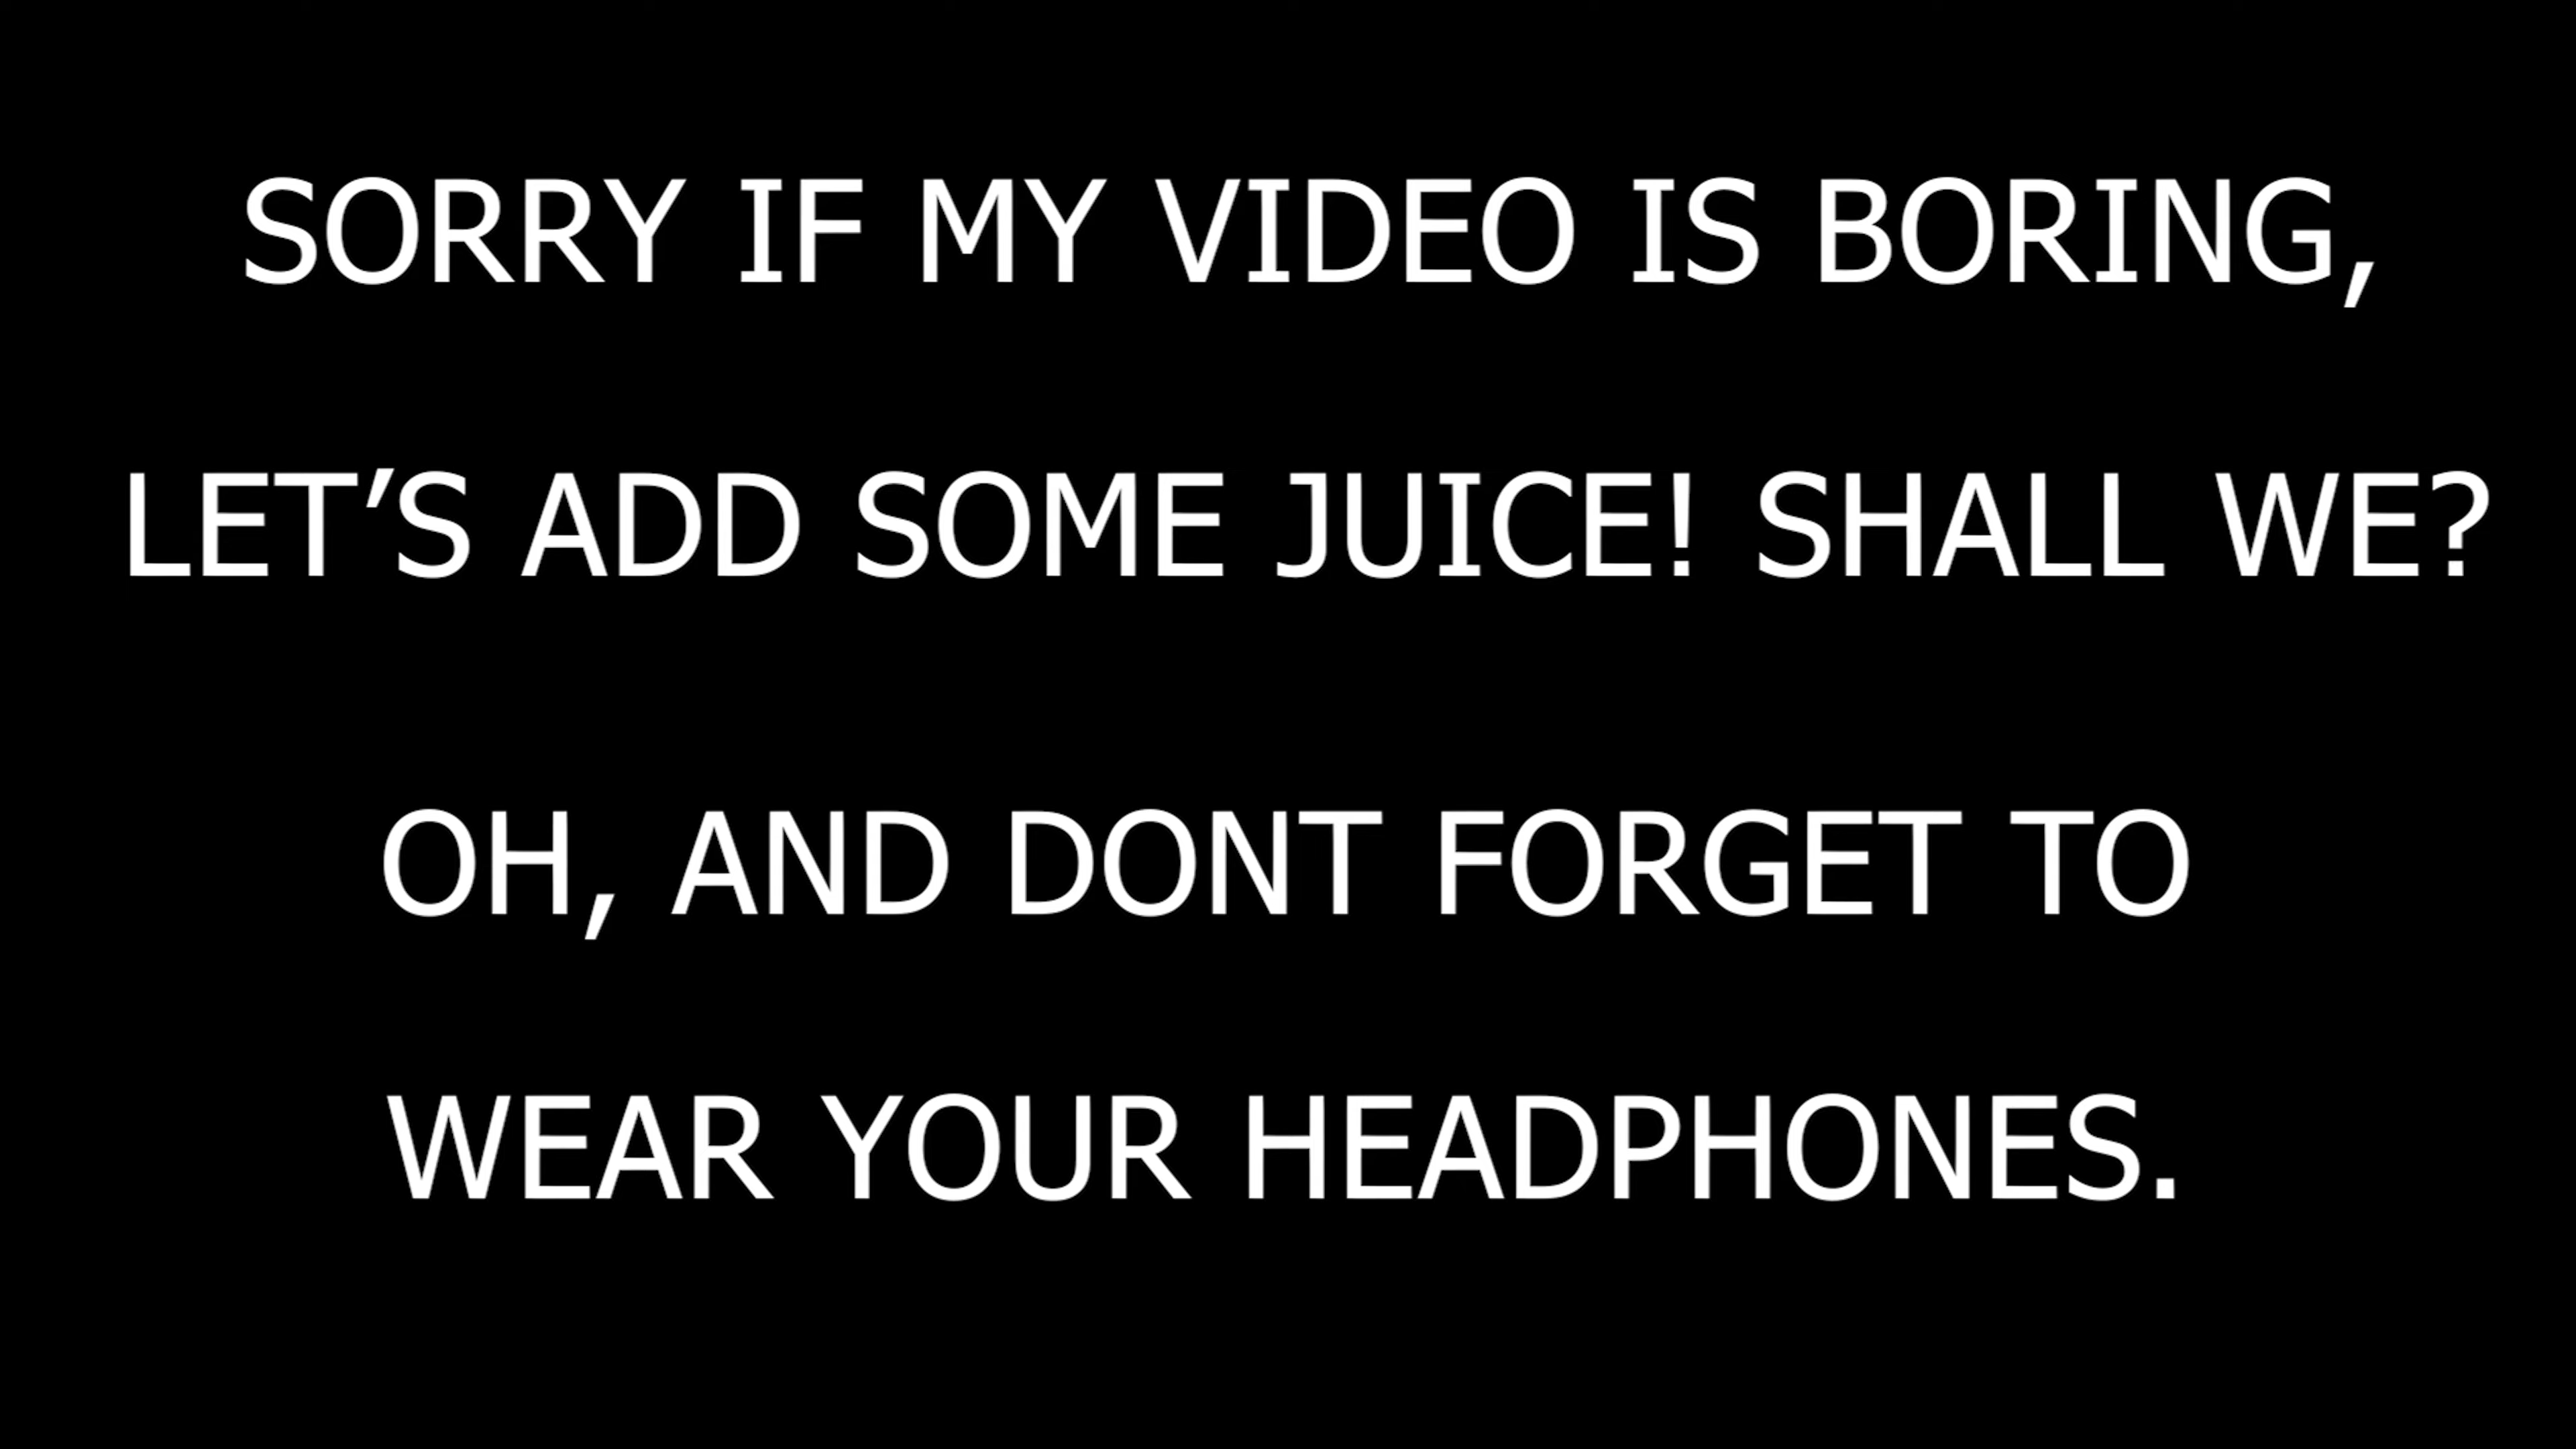 SORRY IF MY VIDEO IS BORING,
LET’S ADD SOME JUICE! SHALL WE?
OH, AND DONT FORGET TO
WEAR YOUR HEADPHONES.